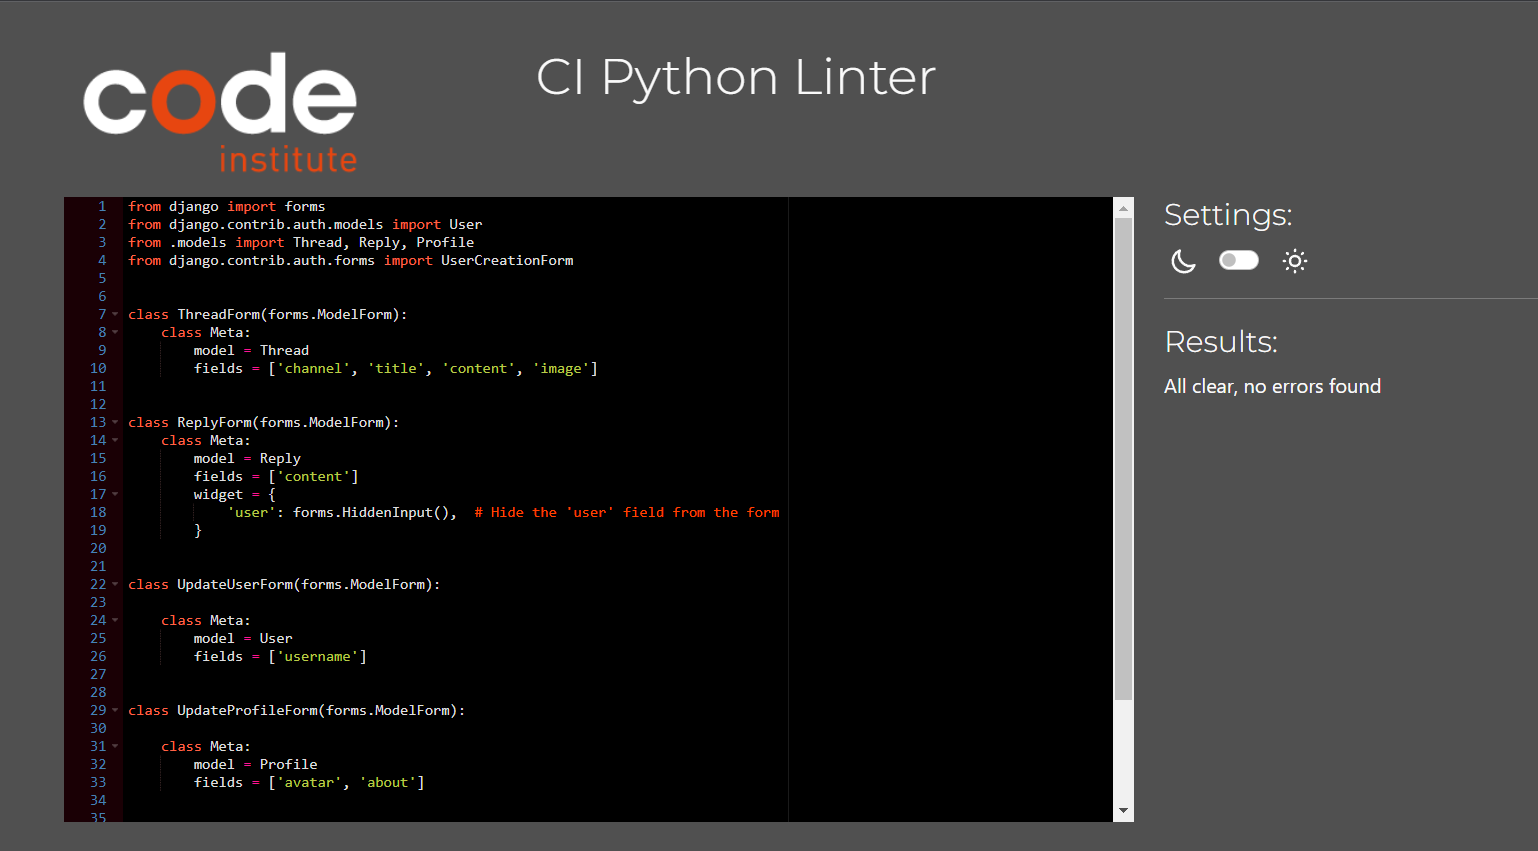 code
institute
CI Python Linter
1 from django import forms
2 from django.contrib.auth.models import User
3 from .models import Thread, Reply, Profile
4 from django.contrib.auth.forms import UserCreationForm
5
6
7 class ThreadForm(forms.ModelForm):
8     class Meta:
9         model = Thread
10         fields = ['channel', 'title', 'content', 'image']
11
12
13 class ReplyForm(forms.ModelForm):
14     class Meta:
15         model = Reply
16         fields = ['content']
17         widget = {
18             'user': forms.HiddenInput(),  # Hide the 'user' field from the form
19         }
20
21
22 class UpdateUserForm(forms.ModelForm):
23
24     class Meta:
25         model = User
26         fields = ['username']
27
28
29 class UpdateProfileForm(forms.ModelForm):
30
31     class Meta:
32         model = Profile
33         fields = ['avatar', 'about']
34
35
Settings:
Results:
All clear, no errors found